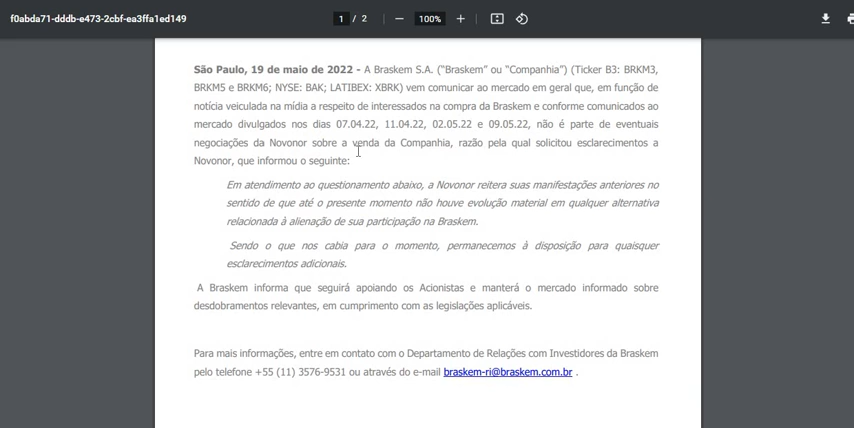 f0abda71-dddb-e473-2cbf-ea3ffa1ed149
1 / 2
100%
São Paulo, 19 de maio de 2022 - A Braskem S.A. (“Braskem” ou “Companhia”) (Ticker B3: BRKM3,
BRKM5 e BRKM6; NYSE: BAK; LATIBEX: XBRK) vem comunicar ao mercado em geral que, em função de
notícia veiculada na mídia a respeito de interessados na compra da Braskem e conforme comunicados ao
mercado divulgados nos dias 07.04.22, 11.04.22, 02.05.22 e 09.05.22, não é parte de eventuais
negociações da Novonor sobre a venda da Companhia, razão pela qual solicitou esclarecimentos a
Novonor, que informou o seguinte:
Em atendimento ao questionamento abaixo, a Novonor reitera suas manifestações anteriores no
sentido de que até o presente momento não houve evolução material em qualquer alternativa
relacionada à alienação de sua participação na Braskem.
Sendo o que nos cabia para o momento, permanecemos à disposição para quaisquer
esclarecimentos adicionais.
A Braskem informa que seguirá apoiando os Acionistas e manterá o mercado informado sobre
desdobramentos relevantes, em cumprimento com as legislações aplicáveis.
Para mais informações, entre em contato com o Departamento de Relações com Investidores da Braskem
pelo telefone +55 (11) 3576-9531 ou através do e-mail braskem-ri@braskem.com.br .